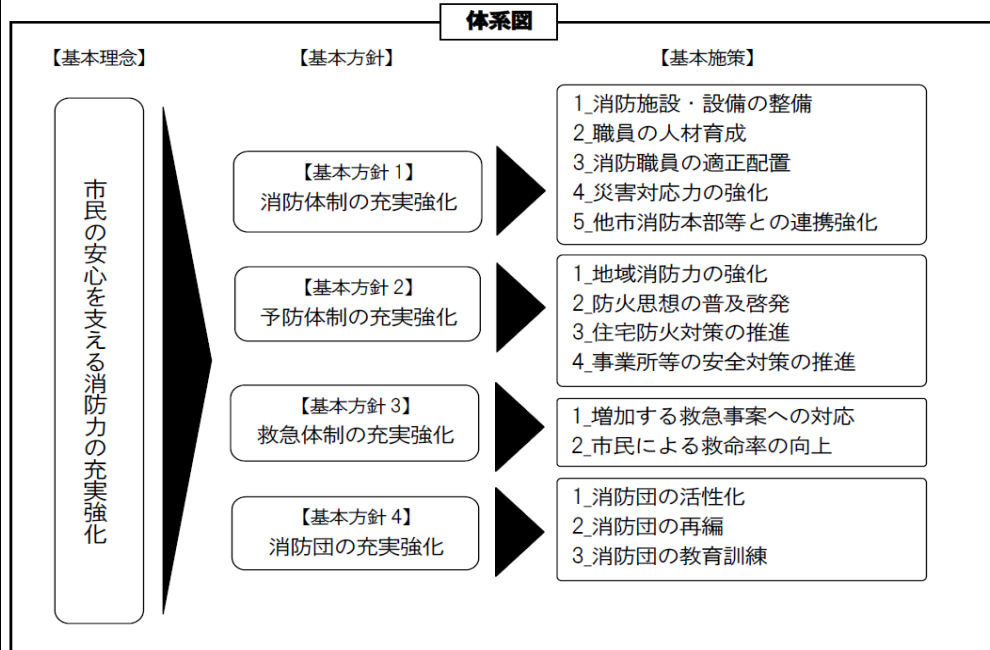 体系図
【基本理念】
【基本方針】
【基本施策】
市民の安心を支える消防力の充実強化
【基本方針1】
消防体制の充実強化
1_消防施設・設備の整備
2_職員の人材育成
3_消防職員の適正配置
4_災害対応力の強化
5_他市消防本部等との連携強化
【基本方針2】
予防体制の充実強化
1_地域消防力の強化
2_防火思想の普及啓発
3_住宅防火対策の推進
4_事業所等の安全対策の推進
【基本方針3】
救急体制の充実強化
1_増加する救急事案への対応
2_市民による救命率の向上
【基本方針4】
消防団の充実強化
1_消防団の活性化
2_消防団の再編
3_消防団の教育訓練